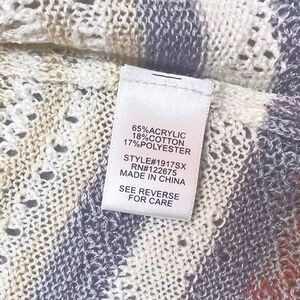 65%ACRYLIC
18%COTTON
17%POLYESTER
STYLE#1917SX
RN#122675
MADE IN CHINA
SEE REVERSE
FOR CARE